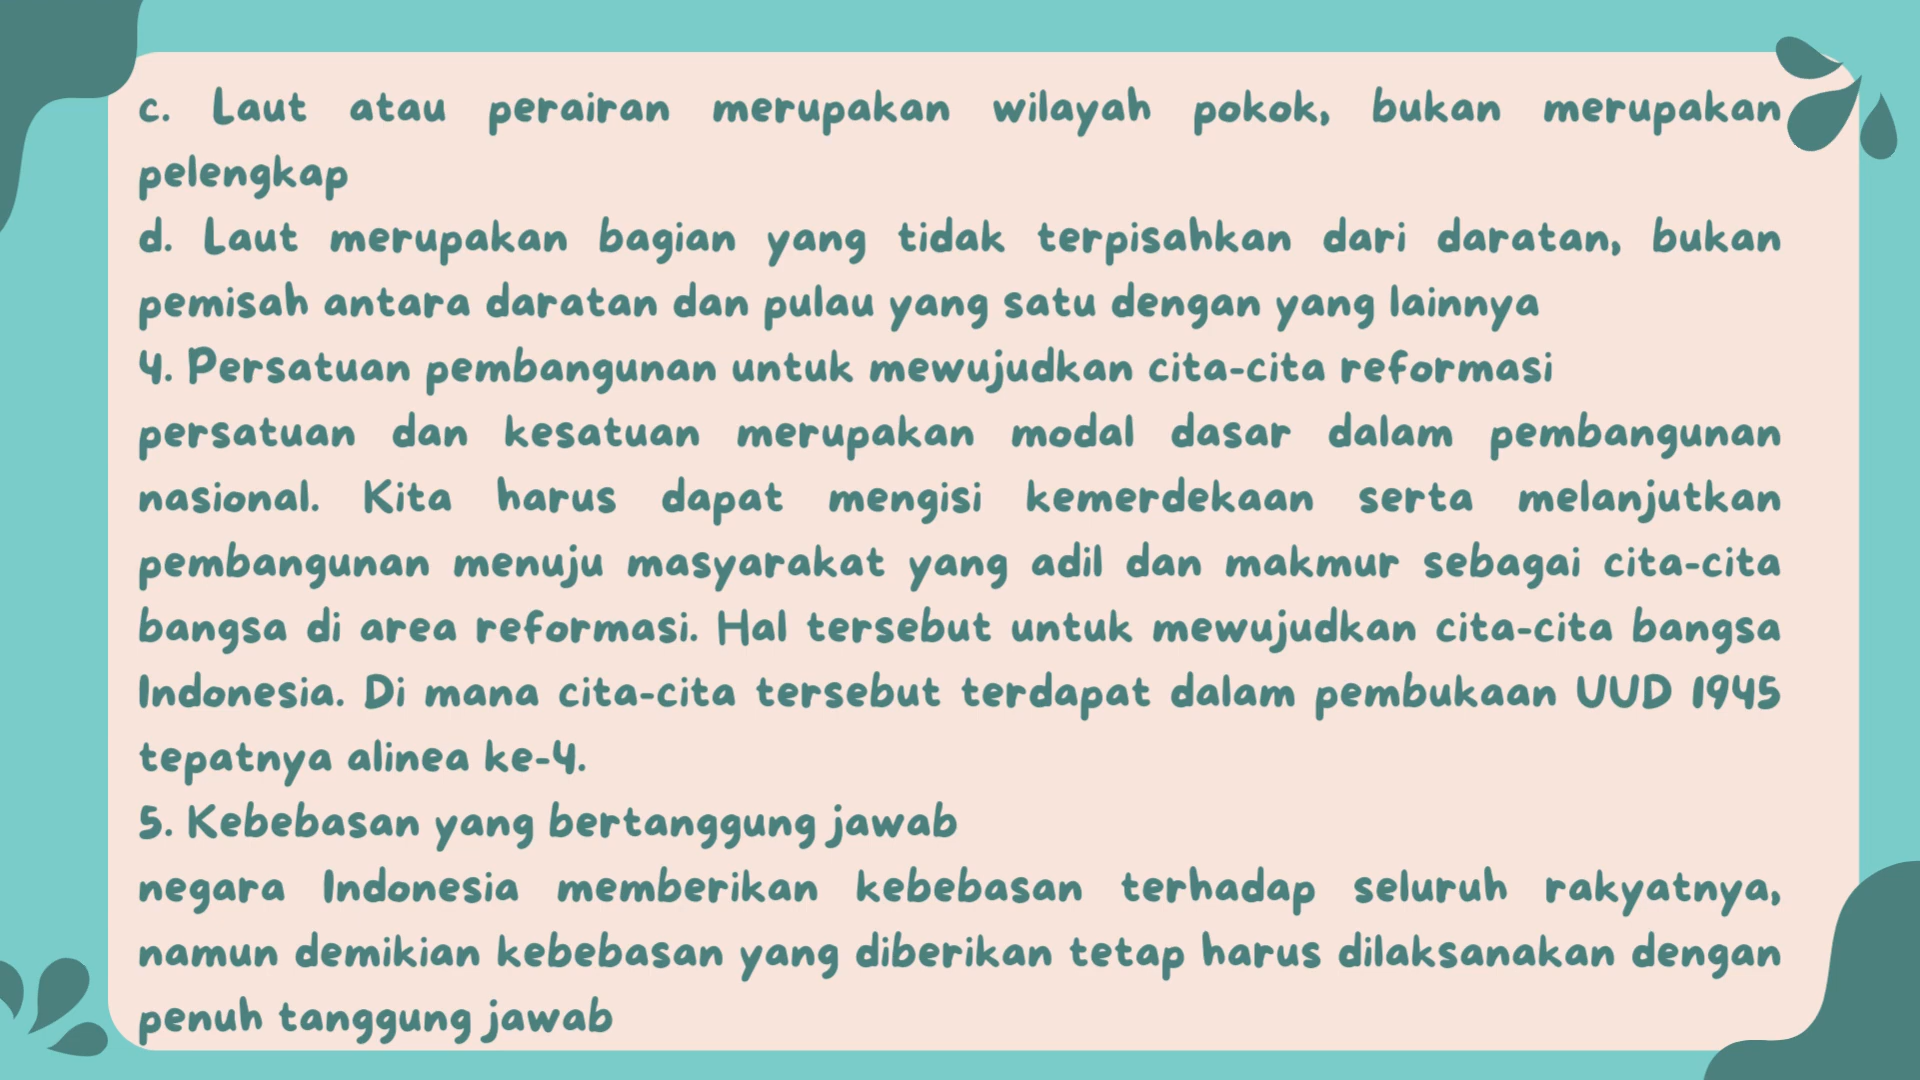 c. Laut atau perairan merupakan wilayah pokok, bukan merupakan
pelengkap
d. Laut merupakan bagian yang tidak terpisahkan dari daratan, bukan
pemisah antara daratan dan pulau yang satu dengan yang lainnya
4. Persatuan pembangunan untuk mewujudkan cita-cita reformasi
persatuan dan kesatuan merupakan modal dasar dalam pembangunan
nasional. Kita harus dapat mengisi kemerdekaan serta melanjutkan
pembangunan menuju masyarakat yang adil dan makmur sebagai cita-cita
bangsa di area reformasi. Hal tersebut untuk mewujudkan cita-cita bangsa
Indonesia. Di mana cita-cita tersebut terdapat dalam pembukaan UUD 1945
tepatnya alinea ke-4.
5. Kebebasan yang bertanggung jawab
negara Indonesia memberikan kebebasan terhadap seluruh rakyatnya,
namun demikian kebebasan yang diberikan tetap harus dilaksanakan dengan
penuh tanggung jawab